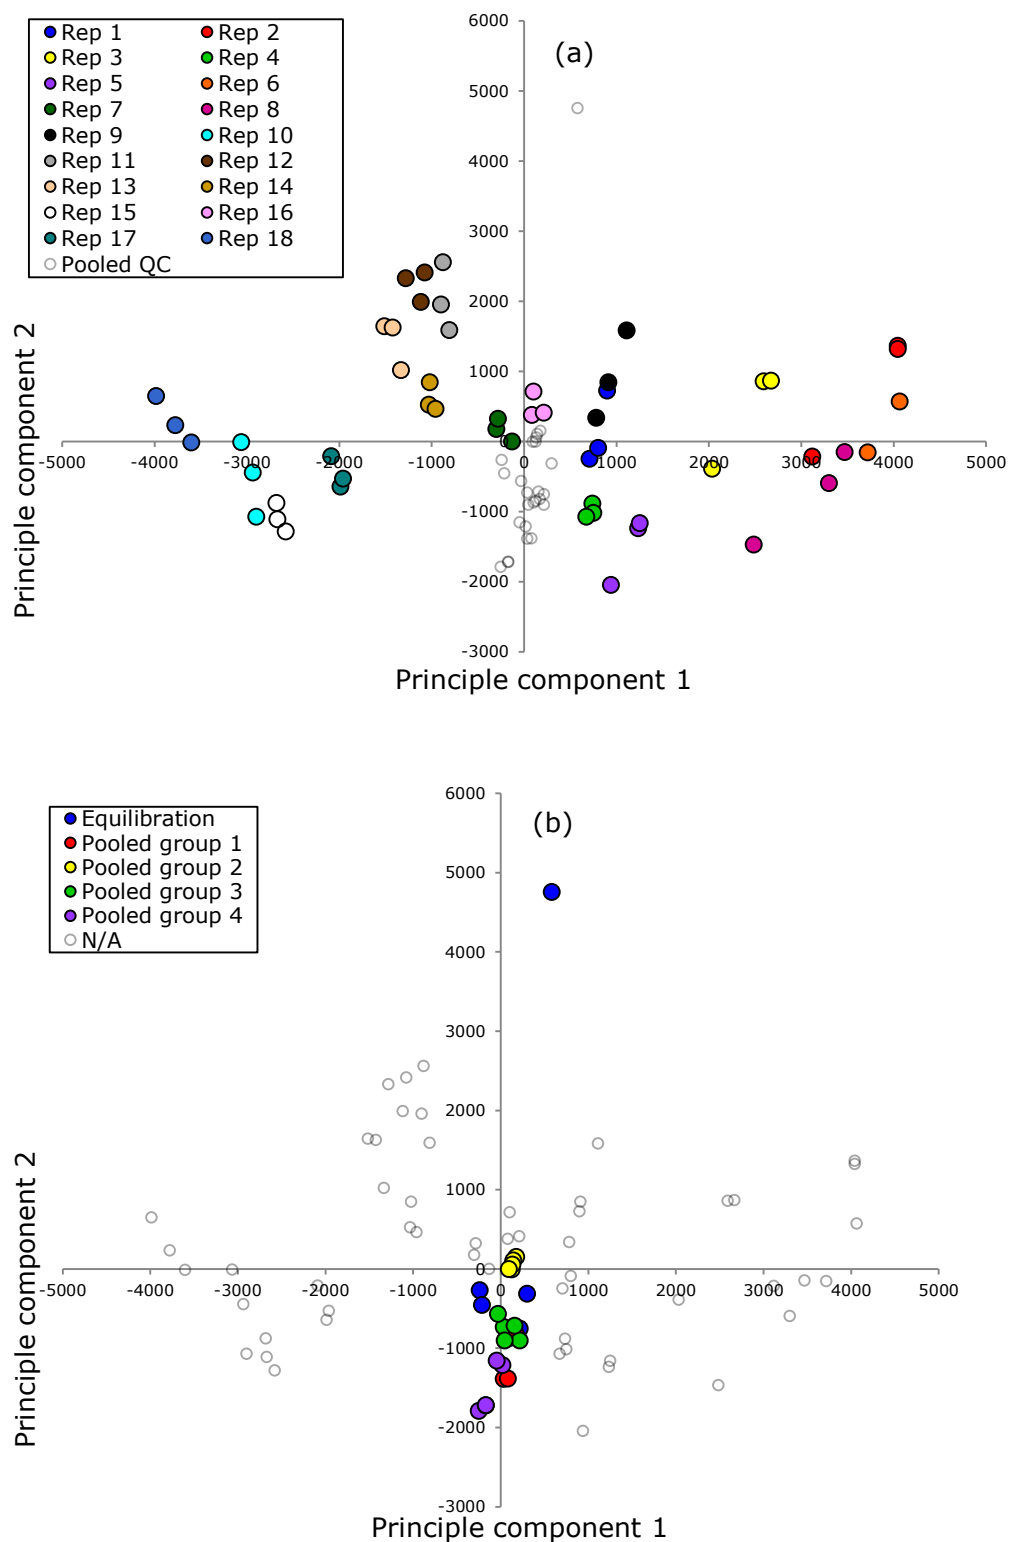 Rep 1 Rep 2
Rep 3 Rep 4
Rep 5 Rep 6
Rep 7 Rep 8
Rep 9 Rep 10
Rep 11 Rep 12
Rep 13 Rep 14
Rep 15 Rep 16
Rep 17 Rep 18
Pooled QC
(a)
6000
5000
4000
3000
2000
1000
0
-1000
-2000
-3000
-5000 -4000 -3000 -2000 -1000 0 1000 2000 3000 4000 5000
Principle component 2
Principle component 1
Equilibration
Pooled group 1
Pooled group 2
Pooled group 3
Pooled group 4
N/A
(b)
6000
5000
4000
3000
2000
1000
0
-1000
-2000
-3000
-5000 -4000 -3000 -2000 -1000 0 1000 2000 3000 4000 5000
Principle component 2
Principle component 1